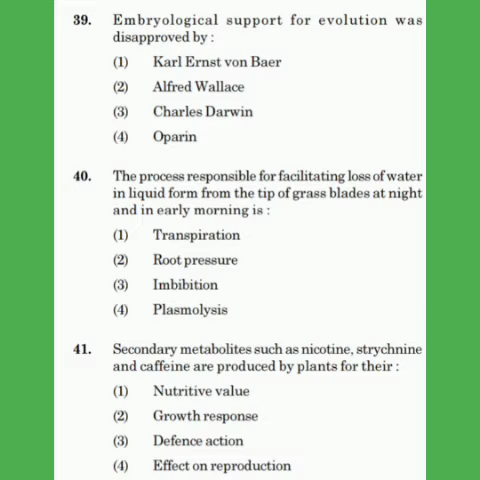 39. Embryological support for evolution was
disapproved by :
(1) Karl Ernst von Baer
(2) Alfred Wallace
(3) Charles Darwin
(4) Oparin
40. The process responsible for facilitating loss of water
in liquid form from the tip of grass blades at night
and in early morning is :
(1) Transpiration
(2) Root pressure
(3) Imbibition
(4) Plasmolysis
41. Secondary metabolites such as nicotine, strychnine
and caffeine are produced by plants for their :
(1) Nutritive value
(2) Growth response
(3) Defence action
(4) Effect on reproduction